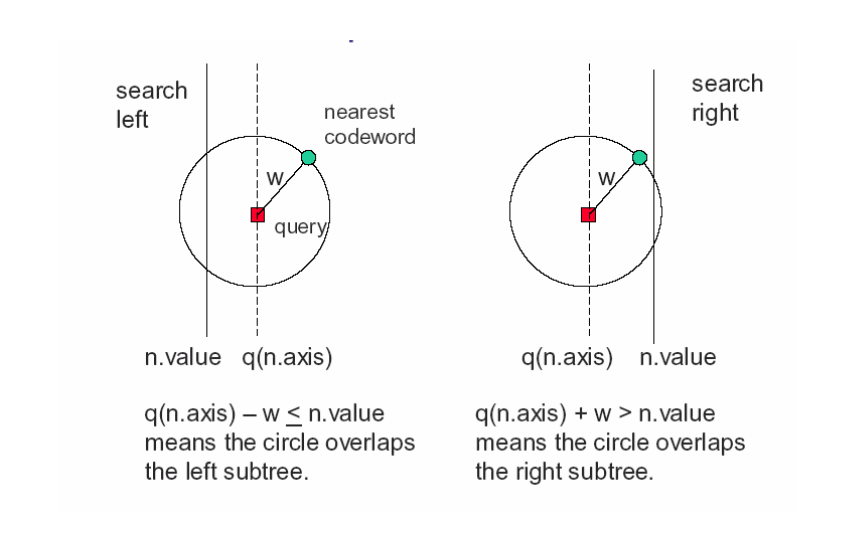 search
left
nearest
codeword
w
query
n.value q(n.axis)
q(n.axis) – w ≤ n.value
means the circle overlaps
the left subtree.
search
right
w
q(n.axis) n.value
q(n.axis) + w > n.value
means the circle overlaps
the right subtree.